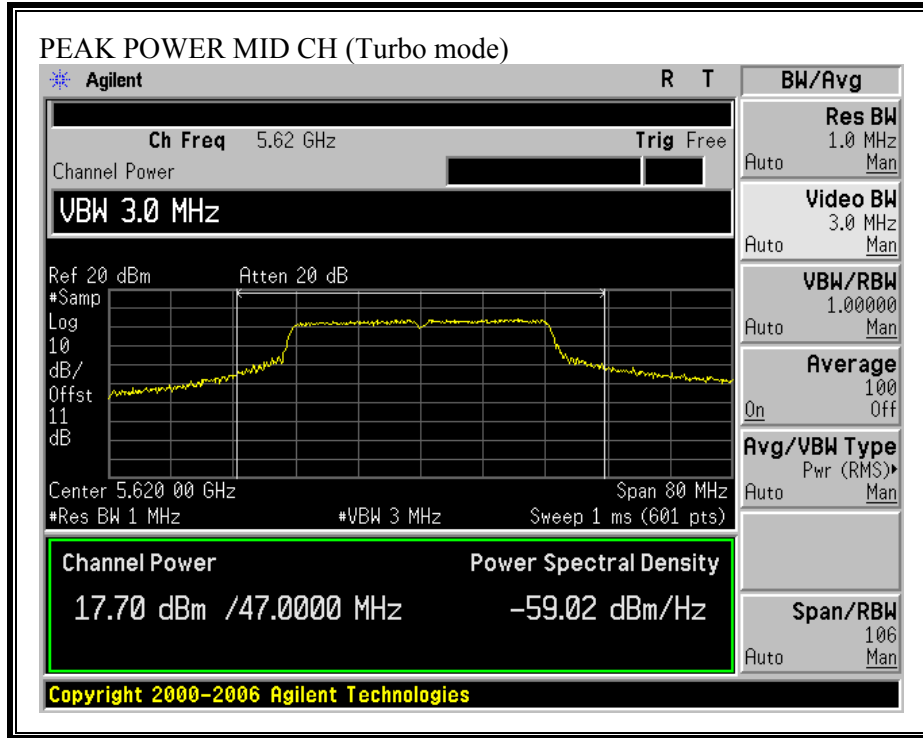 PEAK POWER MID CH (Turbo mode)
Agilent R T
Ch Freq 5.62 GHz Trig Free
Channel Power
VBW 3.0 MHz
Ref 20 dBm Atten 20 dB
#Samp
Log
10
dB/
Offst
11
dB
Center 5.620 00 GHz Span 80 MHz
#Res BW 1 MHz #VBW 3 MHz Sweep 1 ms (601 pts)
Channel Power Power Spectral Density
17.70 dBm /47.0000 MHz -59.02 dBm/Hz
Copyright 2000-2006 Agilent Technologies
BW/Avg
Res BW
1.0 MHz
Auto Man
Video BW
3.0 MHz
Auto Man
VBW/RBW
1.00000
Auto Man
Average
100
On Off
Avg/VBW Type
Pwr (RMS)▸
Auto Man
Span/RBW
106
Auto Man